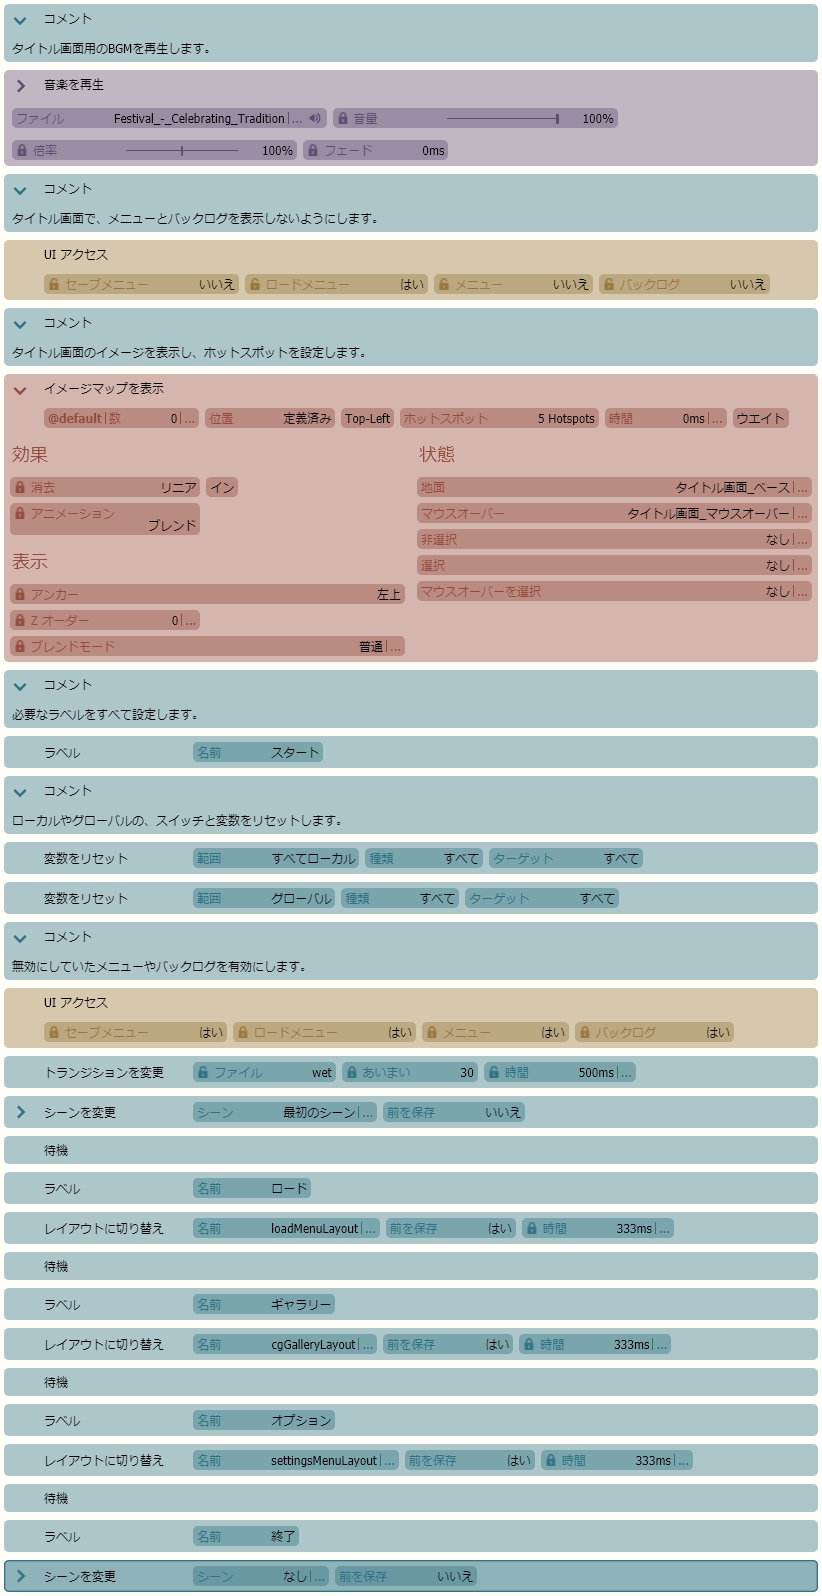 コメント
タイトル画面用のBGMを再生します。
音楽を再生
ファイル Festival_-_Celebrating_Tradition|... 音量 100%
倍率 100% フェード 0ms
コメント
タイトル画面で、メニューとバックログを表示しないようにします。
UI アクセス
セーブメニュー いいえ ロードメニュー はい メニュー いいえ バックログ いいえ
コメント
タイトル画面のイメージを表示し、ホットスポットを設定します。
イメージマップを表示
@default|数 0|... 位置 定義済み Top-Left ホットスポット 5 Hotspots 時間 0ms|... ウエイト
効果
消去 リニア イン
アニメーション
ブレンド
表示
アンカー 左上
Z オーダー 0|...
ブレンドモード 普通|...
状態
地面 タイトル画面_ベース|...
マウスオーバー タイトル画面_マウスオーバー|...
非選択 なし|...
選択 なし|...
マウスオーバーを選択 なし|...
コメント
必要なラベルをすべて設定します。
ラベル 名前 スタート
コメント
ローカルやグローバルの、スイッチと変数をリセットします。
変数をリセット 範囲 すべてローカル 種類 すべて ターゲット すべて
変数をリセット 範囲 グローバル 種類 すべて ターゲット すべて
コメント
無効にしていたメニューやバックログを有効にします。
UI アクセス
セーブメニュー はい ロードメニュー はい メニュー はい バックログ はい
トランジションを変更 ファイル wet あいまい 30 時間 500ms|...
シーンを変更 シーン 最初のシーン|... 前を保存 いいえ
待機
ラベル 名前 ロード
レイアウトに切り替え 名前 loadMenuLayout|... 前を保存 はい 時間 333ms|...
待機
ラベル 名前 ギャラリー
レイアウトに切り替え 名前 cgGalleryLayout|... 前を保存 はい 時間 333ms|...
待機
ラベル 名前 オプション
レイアウトに切り替え 名前 settingsMenuLayout|... 前を保存 はい 時間 333ms|...
待機
ラベル 名前 終了
シーンを変更 シーン なし|... 前を保存 いいえ